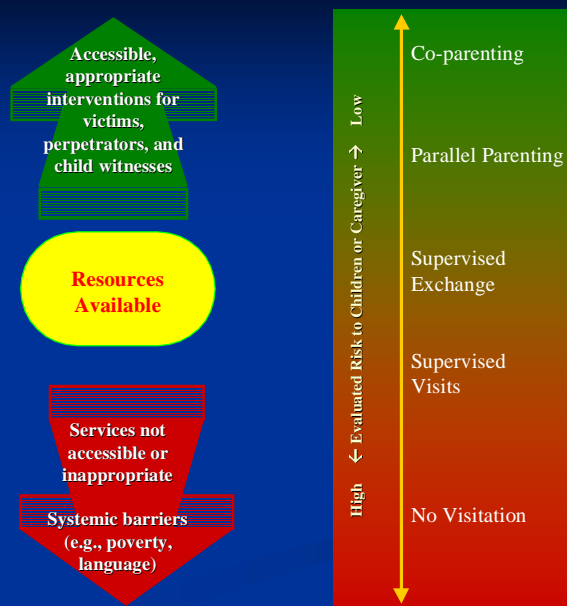 Accessible,
appropriate
interventions for
victims,
perpetrators, and
child witnesses
Resources
Available
Services not
accessible or
inappropriate
Systemic barriers
(e.g., poverty,
language)
High ← Evaluated Risk to Children or Caregiver → Low
Co-parenting
Parallel Parenting
Supervised
Exchange
Supervised
Visits
No Visitation